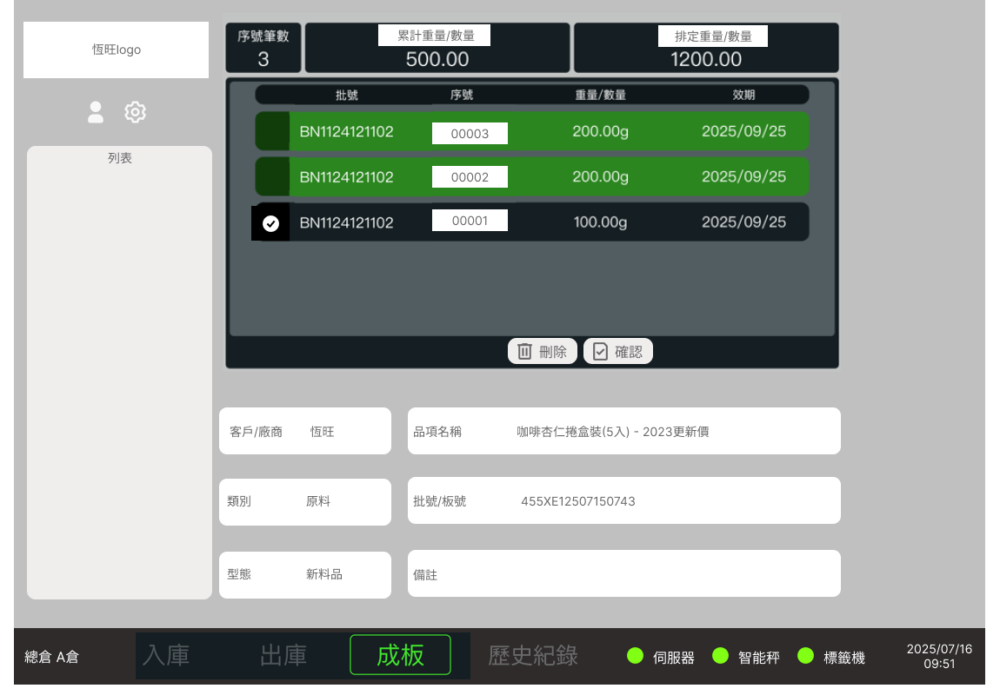 恆旺logo
列表
序號筆數
3
累計重量/數量
500.00
排定重量/數量
1200.00
批號 序號 重量/數量 效期
BN1124121102 00003 200.00g 2025/09/25
BN1124121102 00002 200.00g 2025/09/25
BN1124121102 00001 100.00g 2025/09/25
刪除 確認
客戶/廠商 恆旺
品項名稱 咖啡杏仁捲盒裝(5入) - 2023更新價
類別 原料
批號/板號 455XE12507150743
型態 新料品
備註
總倉 A倉 入庫 出庫 成板 歷史紀錄 伺服器 智能秤 標籤機
2025/07/16
09:51